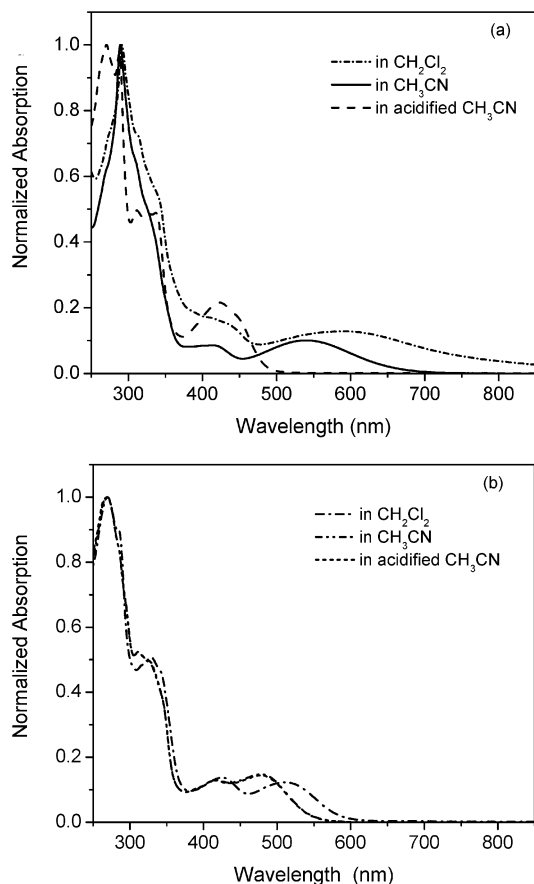 (a)
in CH₂Cl₂
in CH₃CN
in acidified CH₃CN
Normalized Absorption
1.0
0.8
0.6
0.4
0.2
0.0
300 400 500 600 700 800
Wavelength (nm)
(b)
in CH₂Cl₂
in CH₃CN
in acidified CH₃CN
Normalized Absorption
1.0
0.8
0.6
0.4
0.2
0.0
300 400 500 600 700 800
Wavelength (nm)